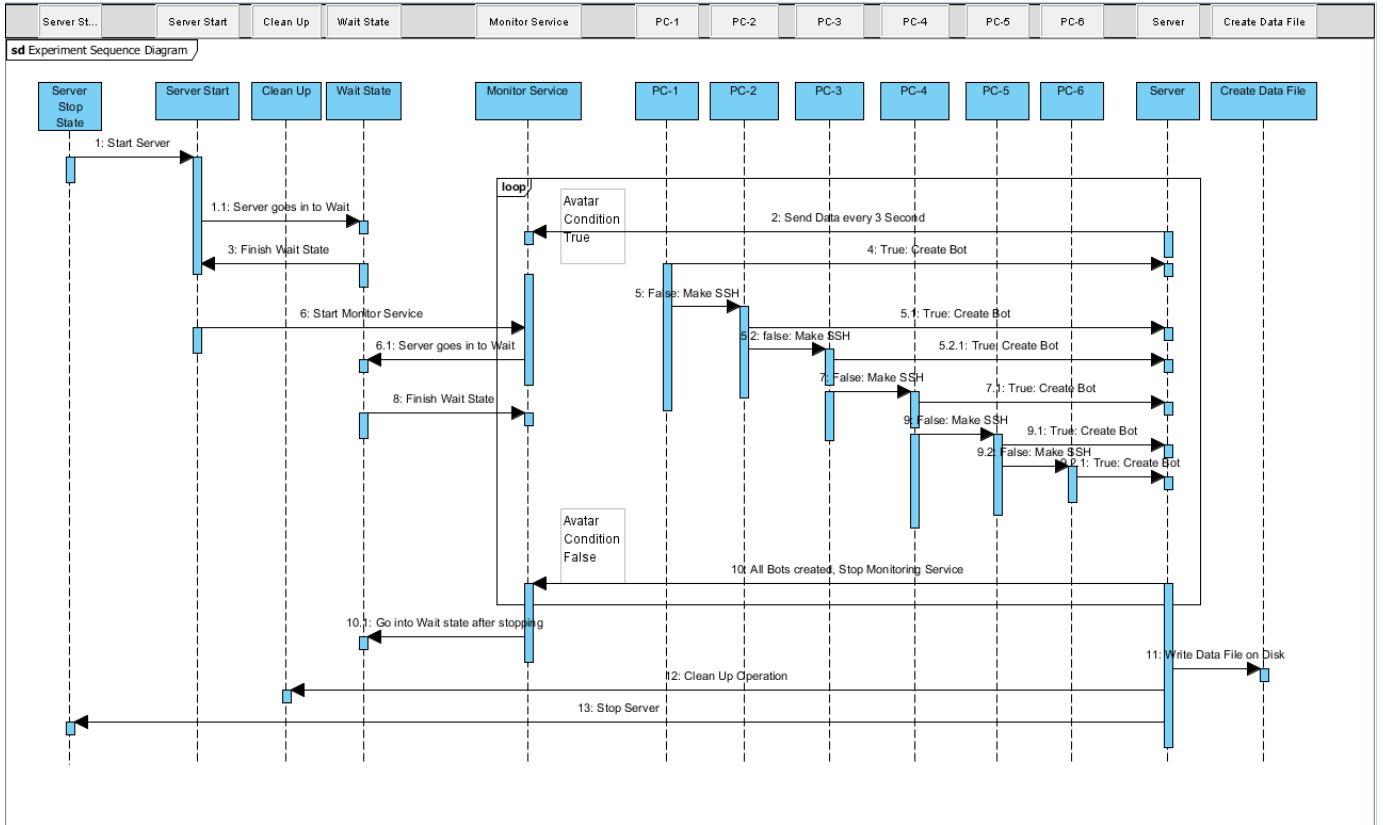 Server St...
Server Start
Clean Up
Wait State
Monitor Service
PC-1
PC-2
PC-3
PC-4
PC-5
PC-6
Server
Create Data File
sd Experiment Sequence Diagram
Server
Stop
State
Server Start
Clean Up
Wait State
Monitor Service
PC-1
PC-2
PC-3
PC-4
PC-5
PC-6
Server
Create Data File
1: Start Server
loop
Avatar
Condition
True
1.1: Server goes in to Wait
2: Send Data every 3 Second
3: Finish Wait State
4: True: Create Bot
5: False: Make SSH
6: Start Monitor Service
5.1: True: Create Bot
5.2: false: Make SSH
6.1: Server goes in to Wait
5.2.1: True: Create Bot
7: False: Make SSH
7.1: True: Create Bot
8: Finish Wait State
9: False: Make SSH
9.1: True: Create Bot
9.2: False: Make SSH
9.2.1: True: Create Bot
Avatar
Condition
False
10: All Bots created, Stop Monitoring Service
10.1: Go into Wait state after stopping
11: Write Data File on Disk
12: Clean Up Operation
13: Stop Server